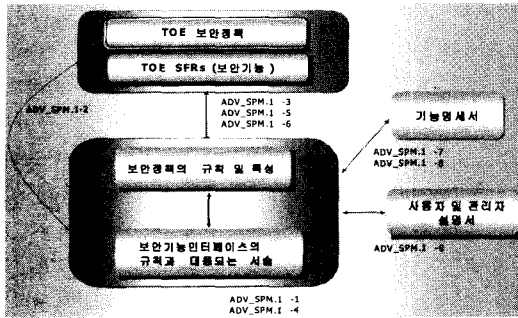 TOE 보안정책
TOE SFRs (보안기능)
ADV_SPM.1-2
ADV_SPM.1 -3
ADV_SPM.1 -5
ADV_SPM.1 -6
기능명세서
ADV_SPM.1 -7
ADV_SPM.1 -8
보안정책의 규칙 및 특성
사용자 및 관리자
설명서
보안기능인터페이스의
규칙과 대응되는 서술
ADV_SPM.1 -9
ADV_SPM.1 -1
ADV_SPM.1 -4